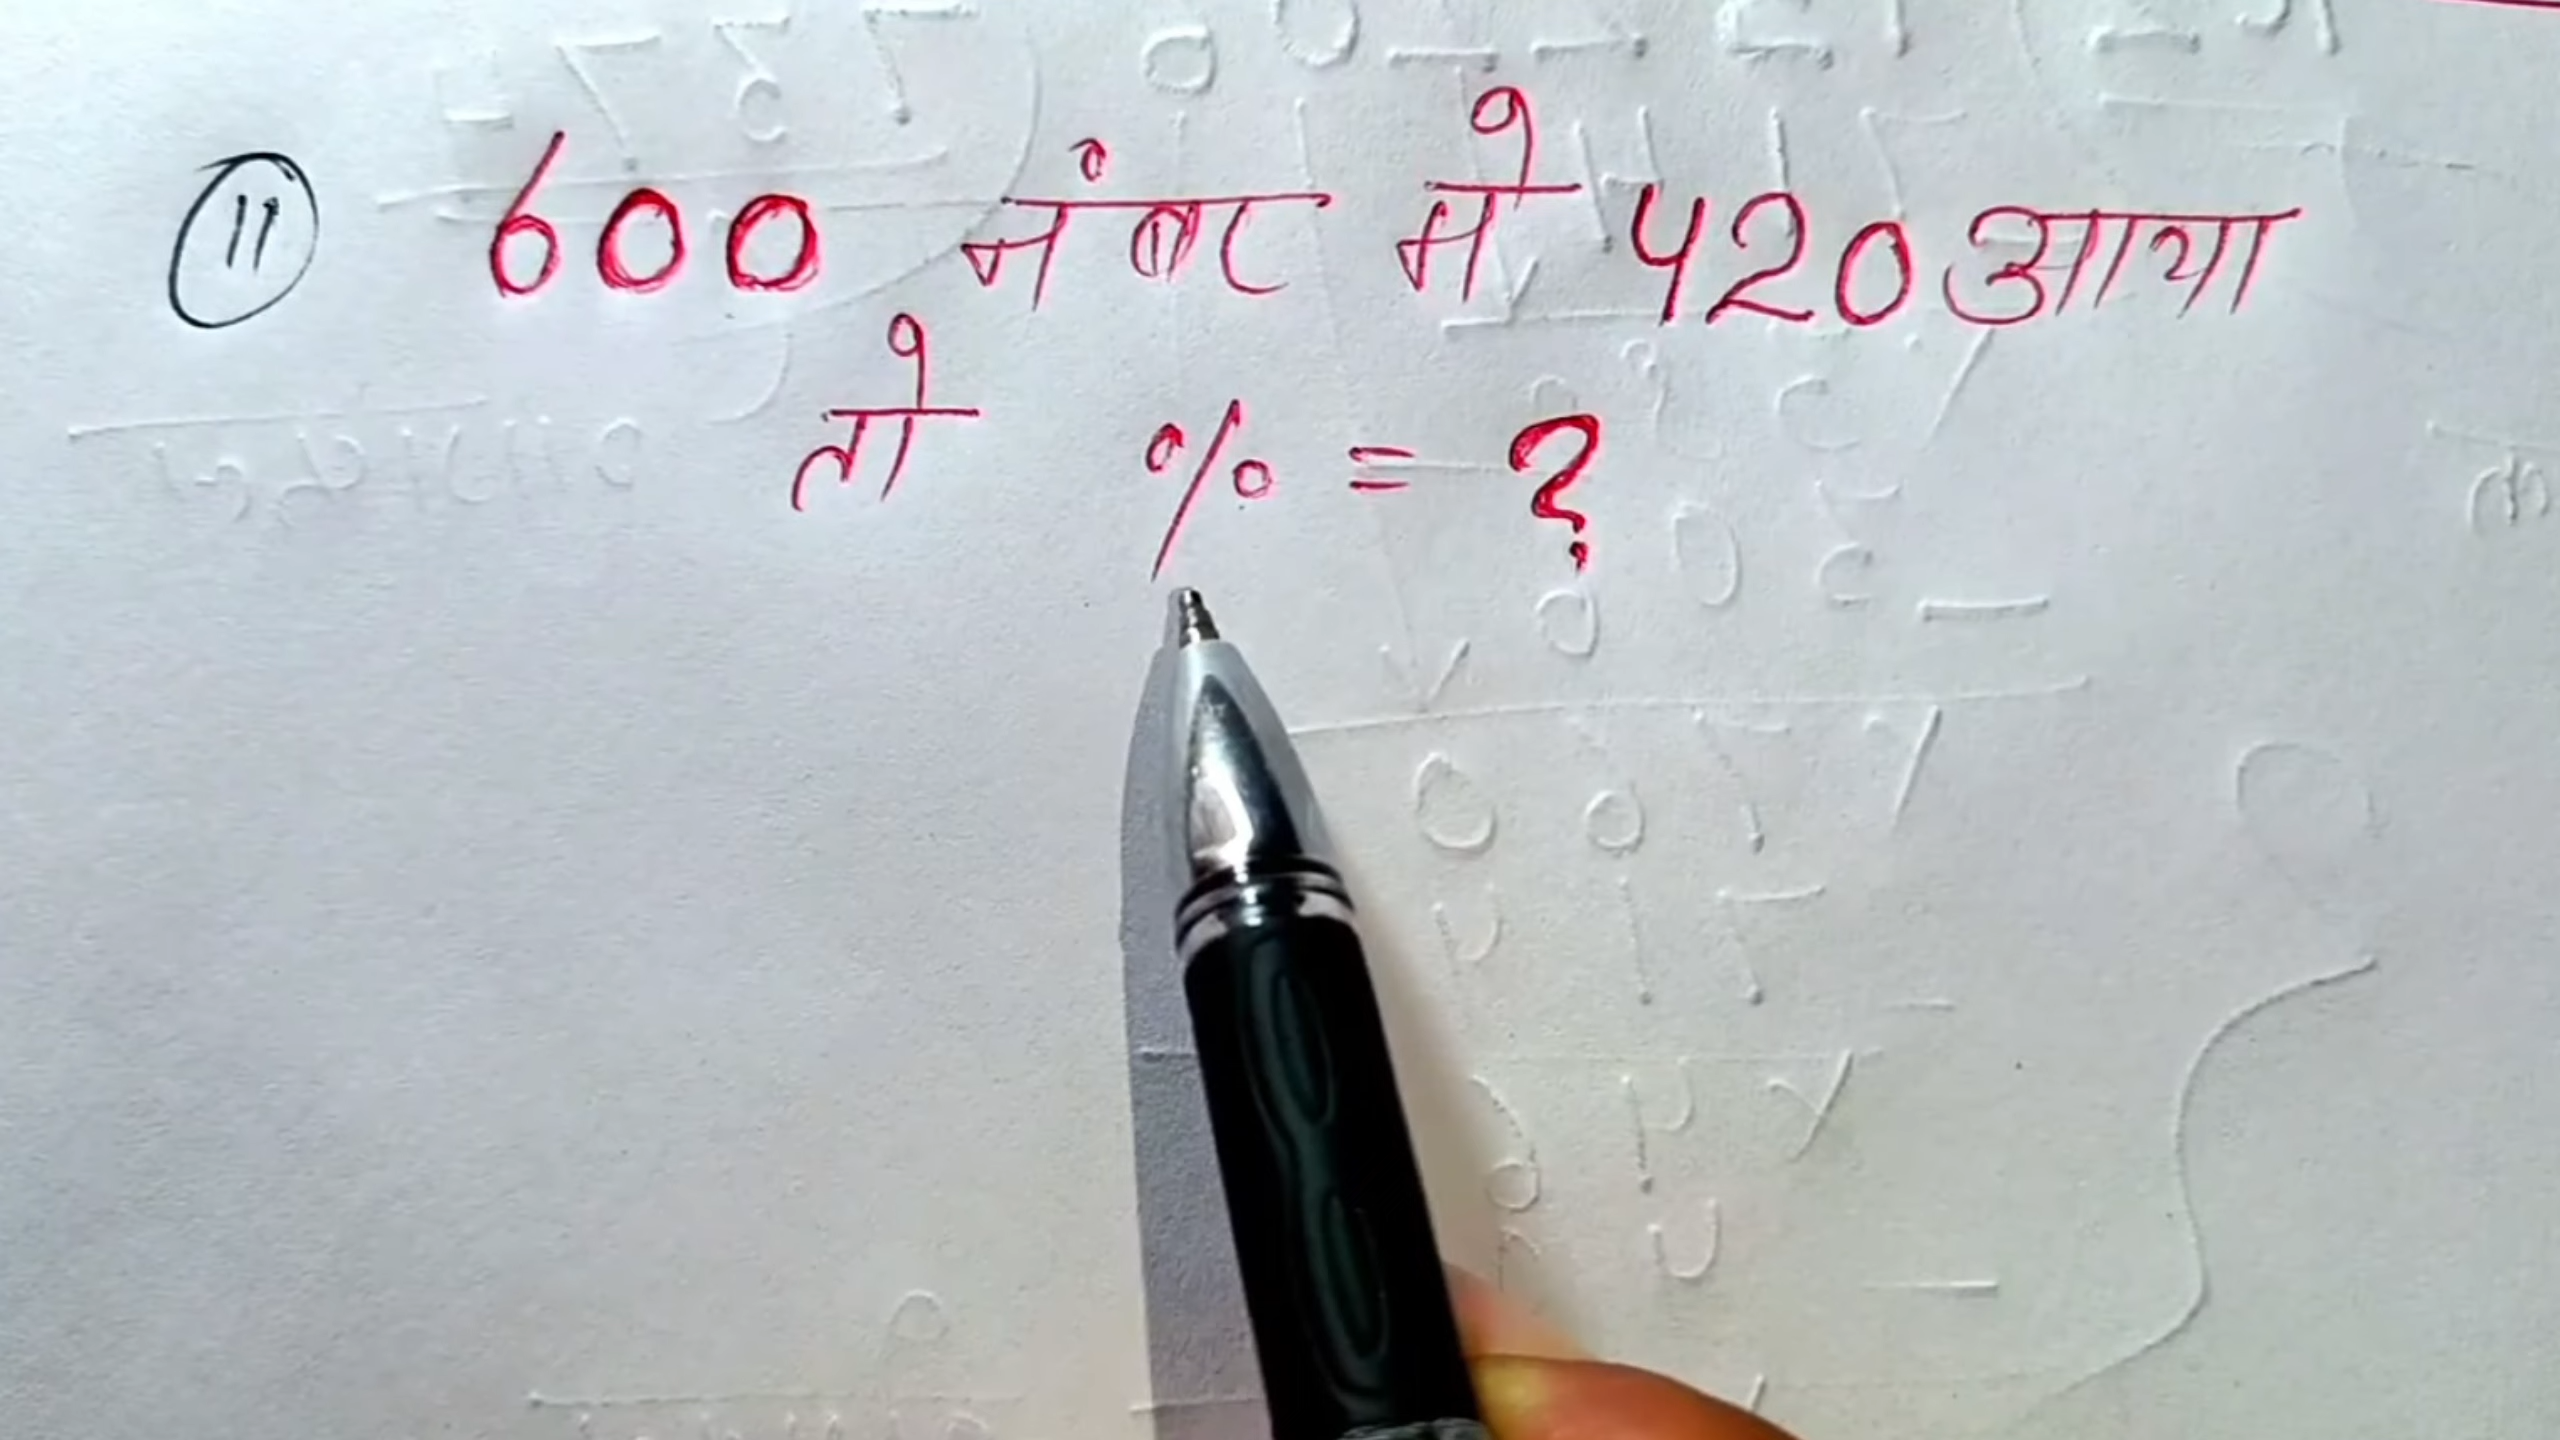 11 600 नंबर में 420 आया
तो % = ?